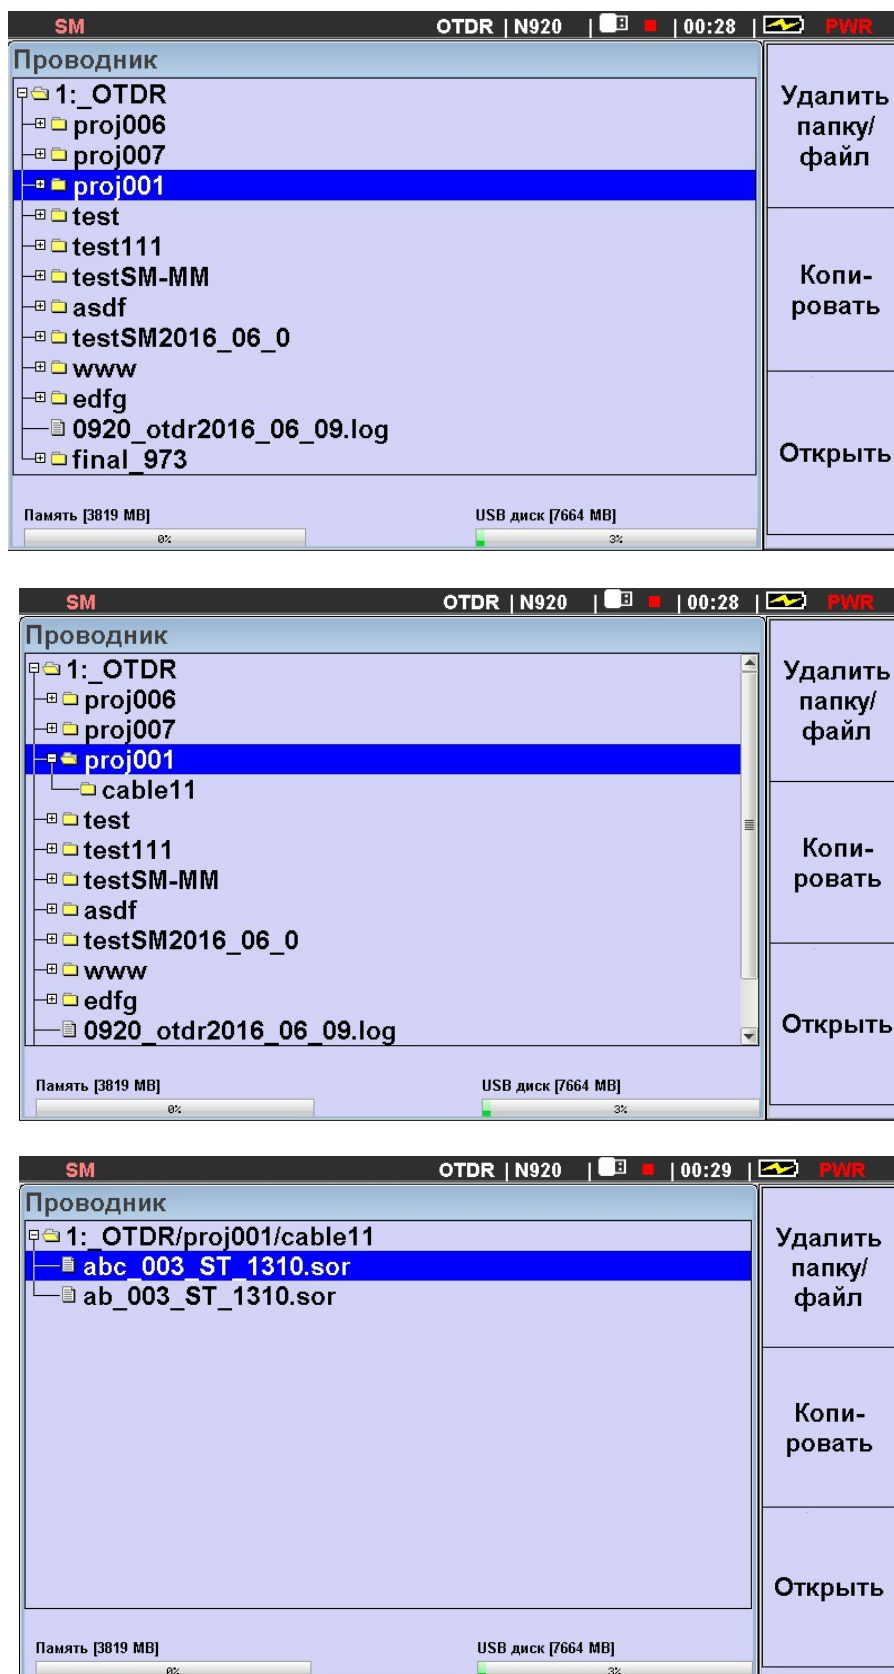 SM OTDR | N920 | | 00:28 | PWR
Проводник
1:_OTDR
proj006
proj007
proj001
test
test111
testSM-MM
asdf
testSM2016_06_0
www
edfg
0920_otdr2016_06_09.log
final_973
Удалить
папку/
файл
Копи-
ровать
Открыть
Память [3819 MB] USB диск [7664 MB]
0% 3%
SM OTDR | N920 | | 00:28 | PWR
Проводник
1:_OTDR
proj006
proj007
proj001
cable11
test
test111
testSM-MM
asdf
testSM2016_06_0
www
edfg
0920_otdr2016_06_09.log
Удалить
папку/
файл
Копи-
ровать
Открыть
Память [3819 MB] USB диск [7664 MB]
0% 3%
SM OTDR | N920 | | 00:29 | PWR
Проводник
1:_OTDR/proj001/cable11
abc_003_ST_1310.sor
ab_003_ST_1310.sor
Удалить
папку/
файл
Копи-
ровать
Открыть
Память [3819 MB] USB диск [7664 MB]
0% 3%